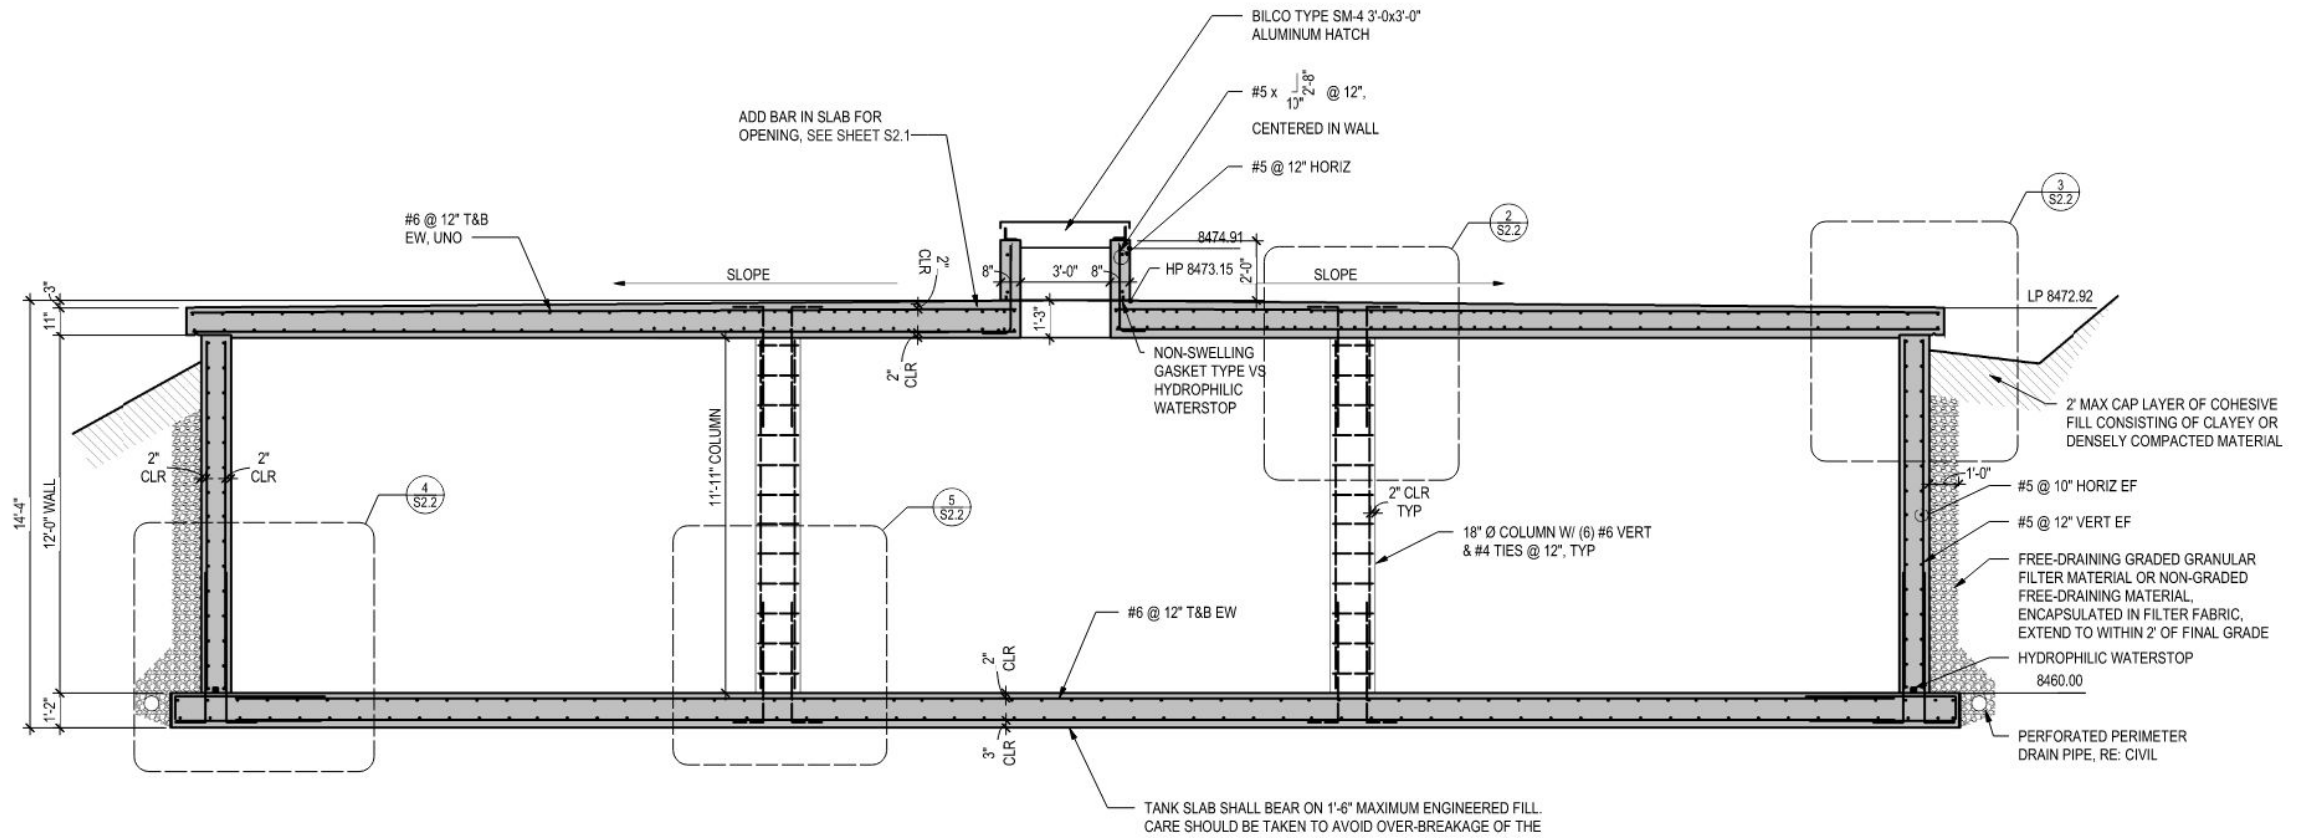 BILCO TYPE SM-4 3'-0x3'-0"
ALUMINUM HATCH
#5 x 10" 2'-8" @ 12",
CENTERED IN WALL
#5 @ 12" HORIZ
ADD BAR IN SLAB FOR
OPENING, SEE SHEET S2.1
3
S2.2
#6 @ 12" T&B
EW, UNO
2
S2.2
8474.91
2"
CLR
SLOPE
8"
3'-0"
8"
HP 8473.15
2'-0"
SLOPE
3"
LP 8472.92
11"
1'-3"
NON-SWELLING
GASKET TYPE VS
HYDROPHILIC
WATERSTOP
2"
CLR
2' MAX CAP LAYER OF COHESIVE
FILL CONSISTING OF CLAYEY OR
DENSELY COMPACTED MATERIAL
2"
CLR
2"
CLR
11'-11" COLUMN
1'-0"
4
S2.2
5
S2.2
2" CLR
TYP
#5 @ 10" HORIZ EF
14'-4"
12'-0" WALL
#5 @ 12" VERT EF
18" Ø COLUMN W/ (6) #6 VERT
& #4 TIES @ 12", TYP
FREE-DRAINING GRADED GRANULAR
FILTER MATERIAL OR NON-GRADED
FREE-DRAINING MATERIAL,
ENCAPSULATED IN FILTER FABRIC,
EXTEND TO WITHIN 2' OF FINAL GRADE
#6 @ 12" T&B EW
2"
CLR
HYDROPHILIC WATERSTOP
8460.00
1'-2"
3"
CLR
PERFORATED PERIMETER
DRAIN PIPE, RE: CIVIL
TANK SLAB SHALL BEAR ON 1'-6" MAXIMUM ENGINEERED FILL.
CARE SHOULD BE TAKEN TO AVOID OVER-BREAKAGE OF THE